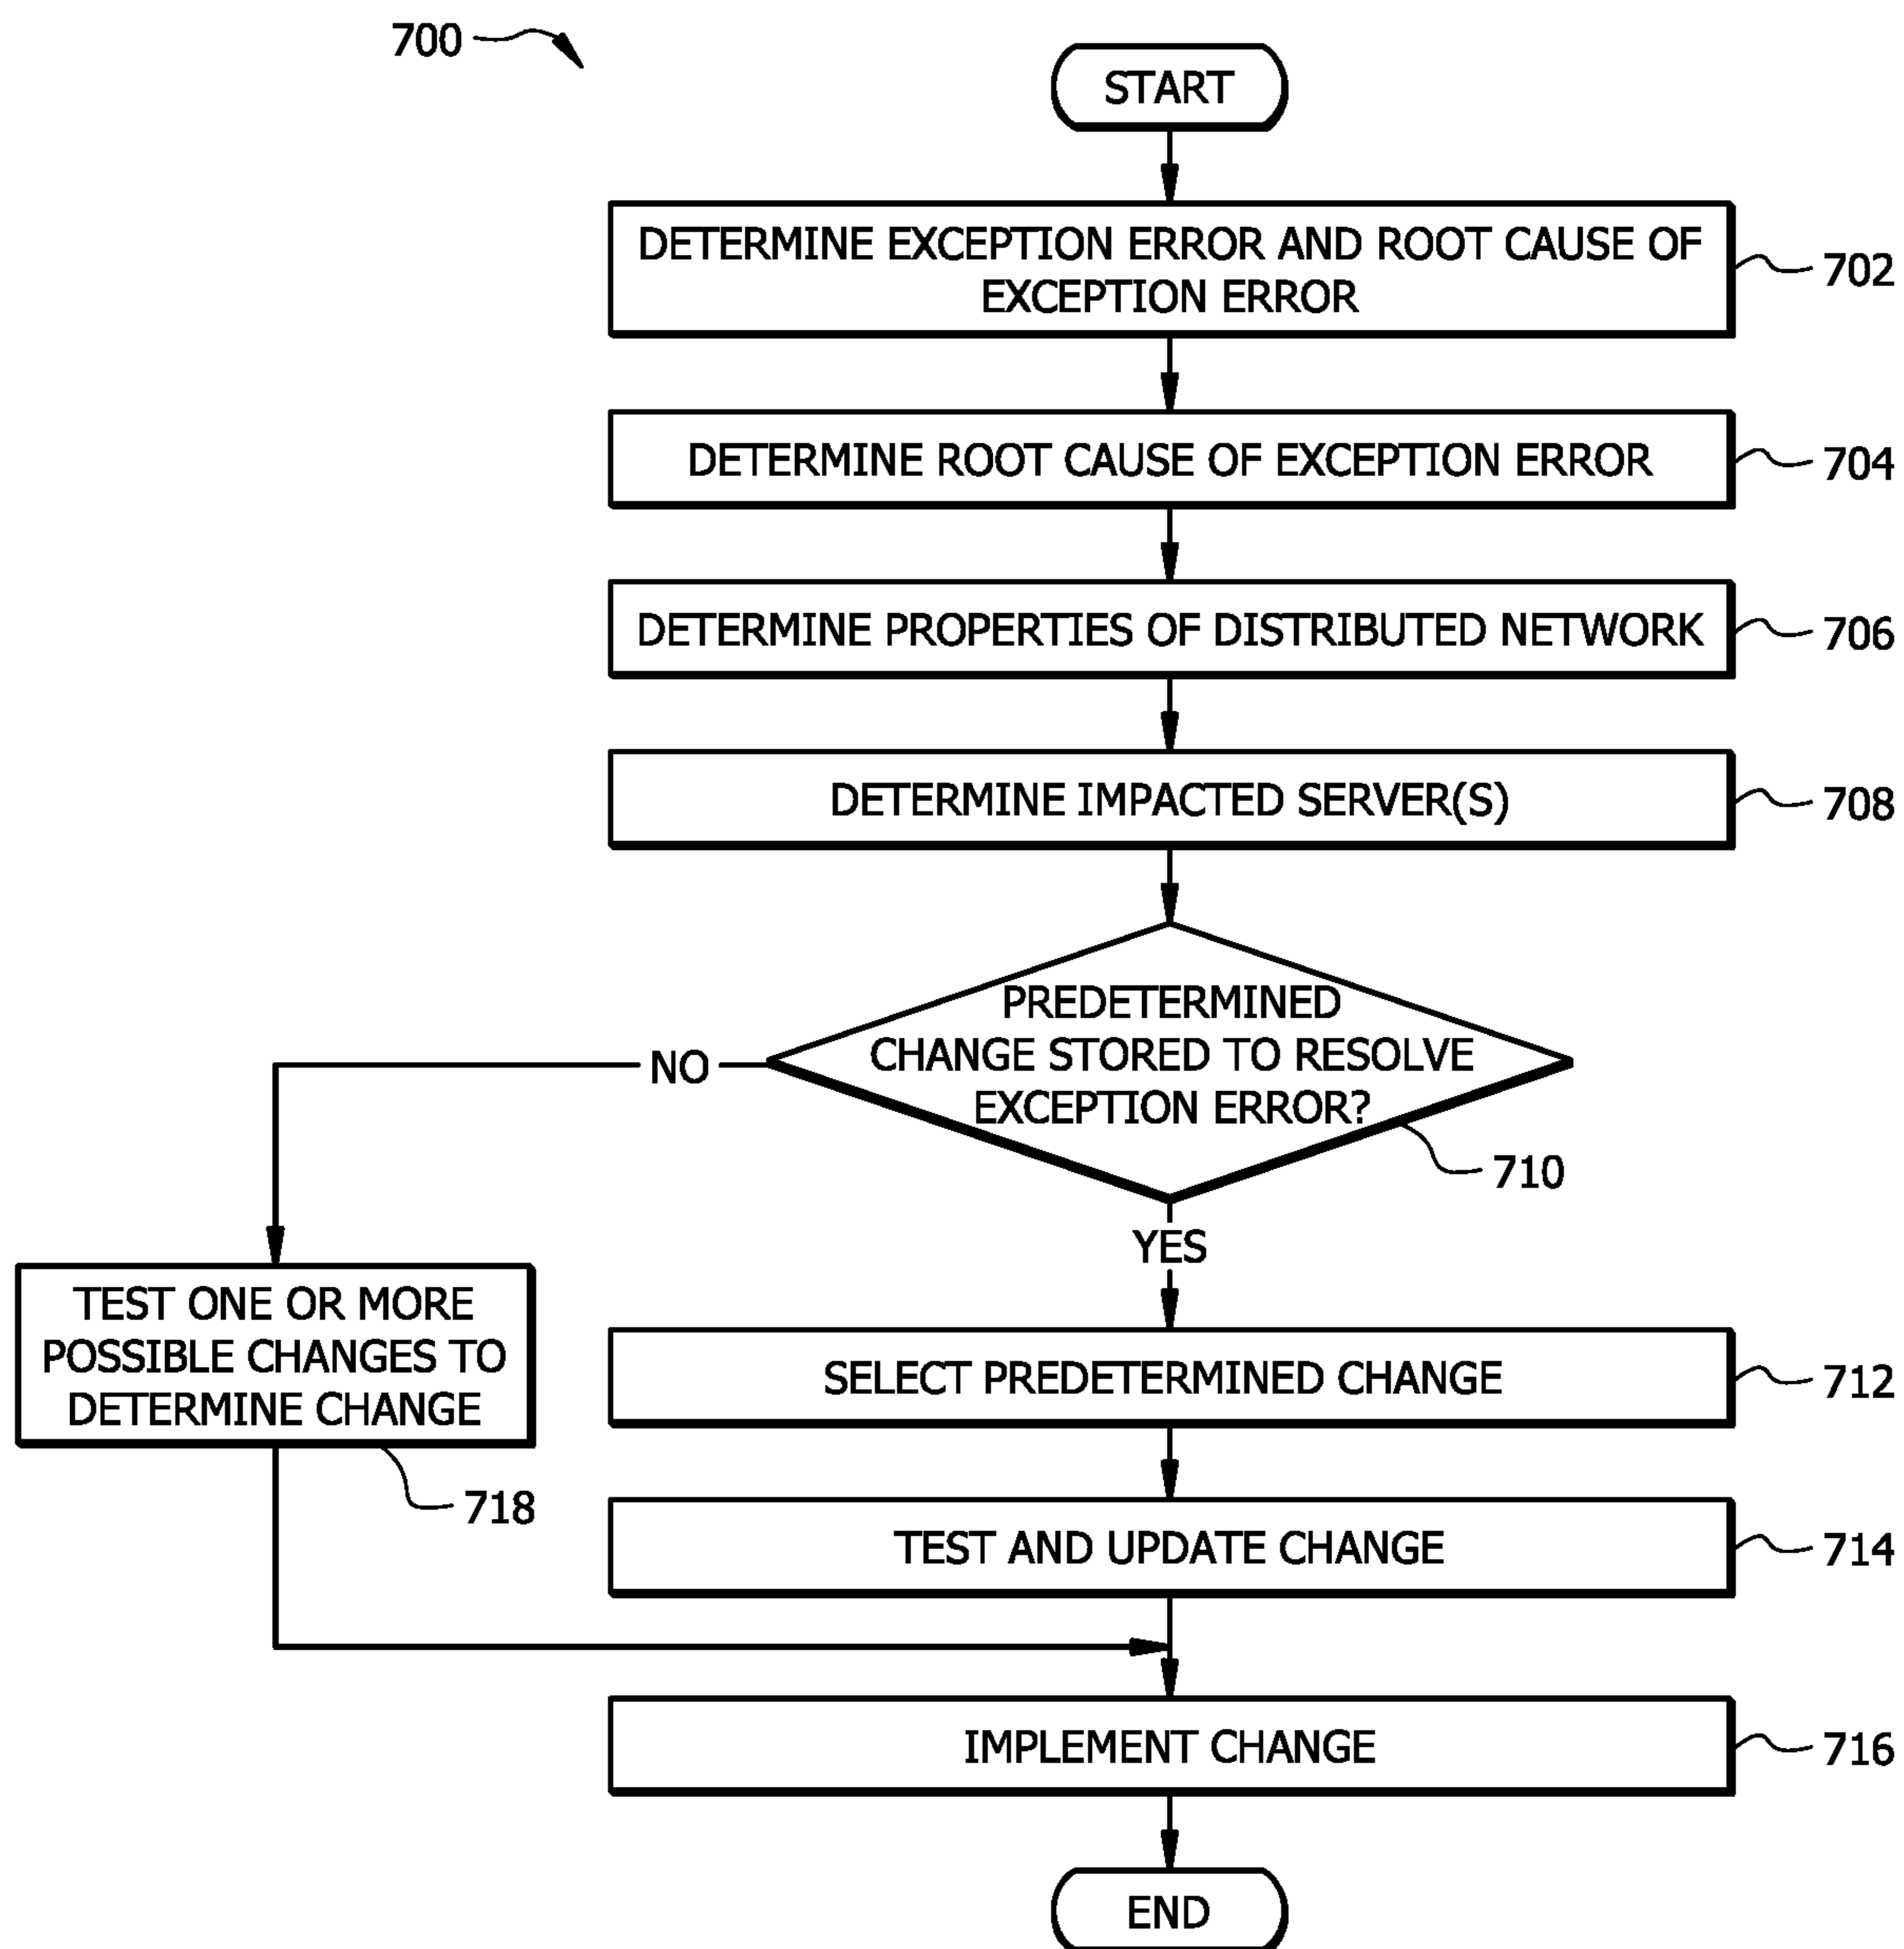 700
START
DETERMINE EXCEPTION ERROR AND ROOT CAUSE OF
EXCEPTION ERROR
702
DETERMINE ROOT CAUSE OF EXCEPTION ERROR
704
DETERMINE PROPERTIES OF DISTRIBUTED NETWORK
706
DETERMINE IMPACTED SERVER(S)
708
PREDETERMINED
CHANGE STORED TO RESOLVE
EXCEPTION ERROR?
710
NO
YES
TEST ONE OR MORE
POSSIBLE CHANGES TO
DETERMINE CHANGE
718
SELECT PREDETERMINED CHANGE
712
TEST AND UPDATE CHANGE
714
IMPLEMENT CHANGE
716
END